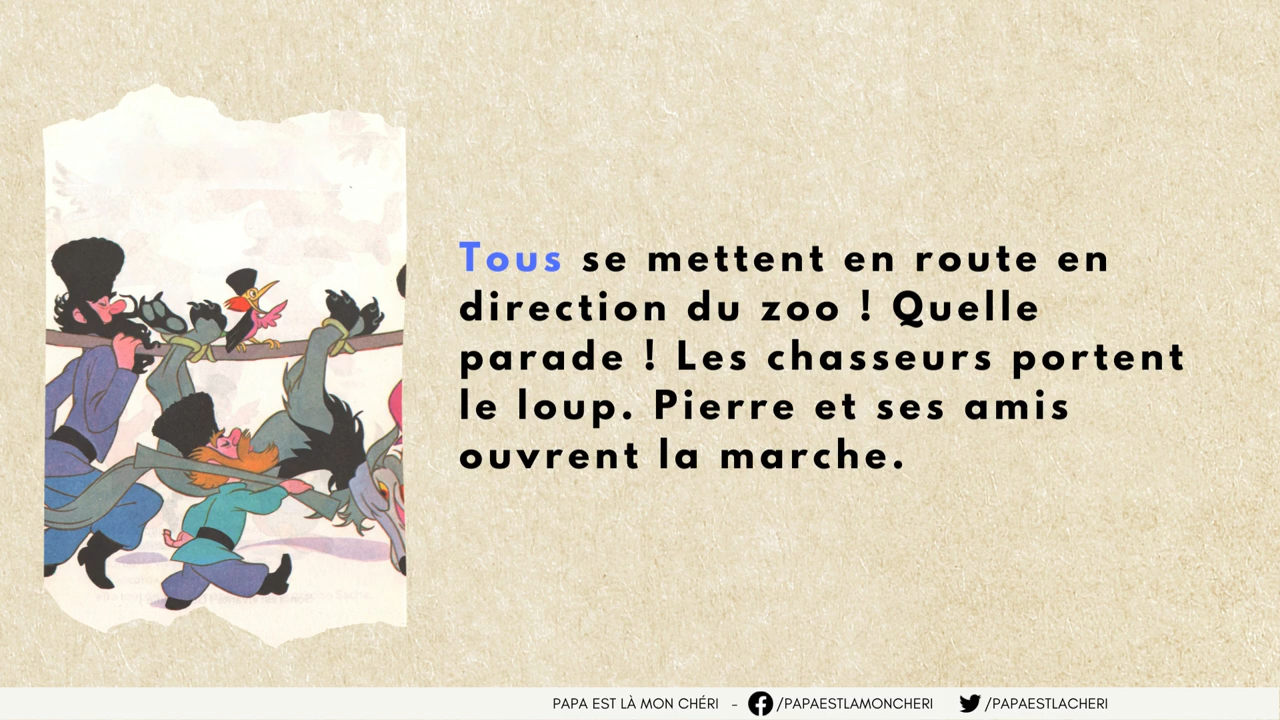 Tous se mettent en route en
direction du zoo ! Quelle
parade ! Les chasseurs portent
le loup. Pierre et ses amis
ouvrent la marche.
PAPA EST LÀ MON CHÉRI - /PAPAESTLAMONCHERI /PAPAESTLACHERI